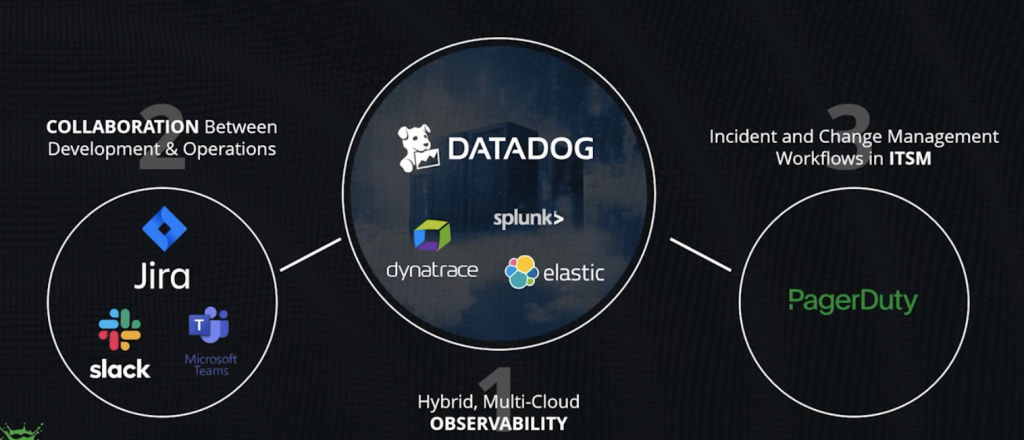 2
COLLABORATION Between
Development & Operations
Jira
slack
T
Microsoft
Teams
DATADOG
splunk>
dynatrace
elastic
1
Hybrid, Multi-Cloud
OBSERVABILITY
3
Incident and Change Management
Workflows in ITSM
PagerDuty